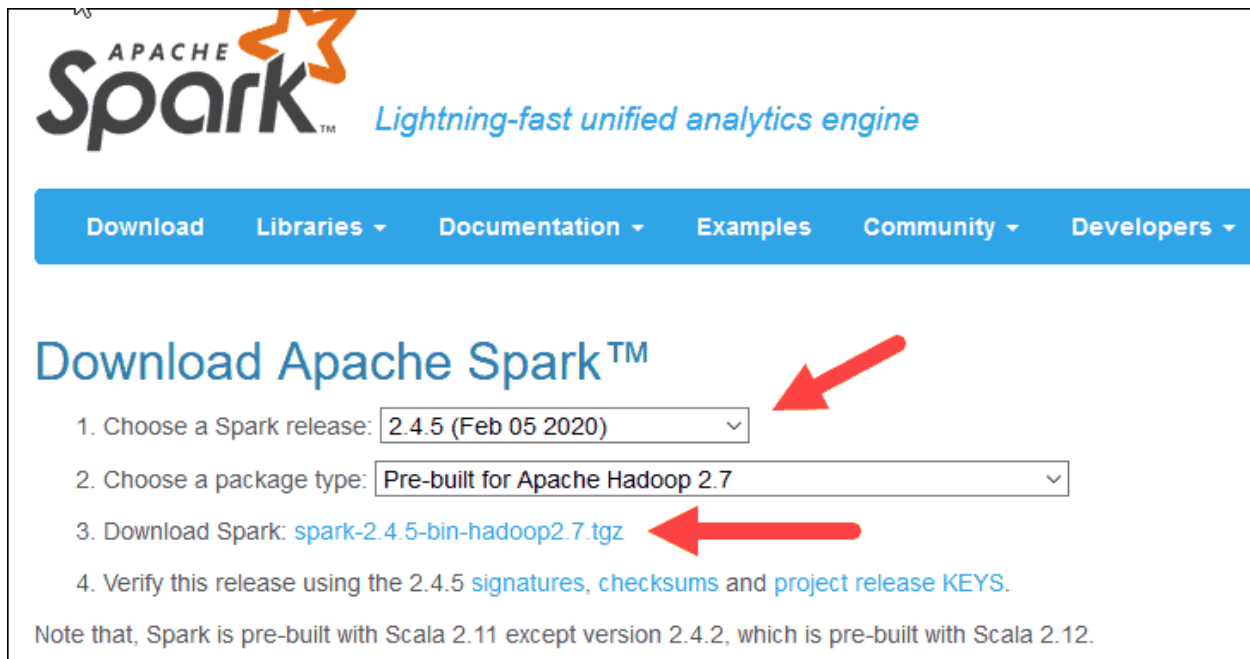 APACHE
Spark™
Lightning-fast unified analytics engine
Download Libraries Documentation Examples Community Developers
Download Apache Spark™
1. Choose a Spark release: 2.4.5 (Feb 05 2020)
2. Choose a package type: Pre-built for Apache Hadoop 2.7
3. Download Spark: spark-2.4.5-bin-hadoop2.7.tgz
4. Verify this release using the 2.4.5 signatures, checksums and project release KEYS.
Note that, Spark is pre-built with Scala 2.11 except version 2.4.2, which is pre-built with Scala 2.12.